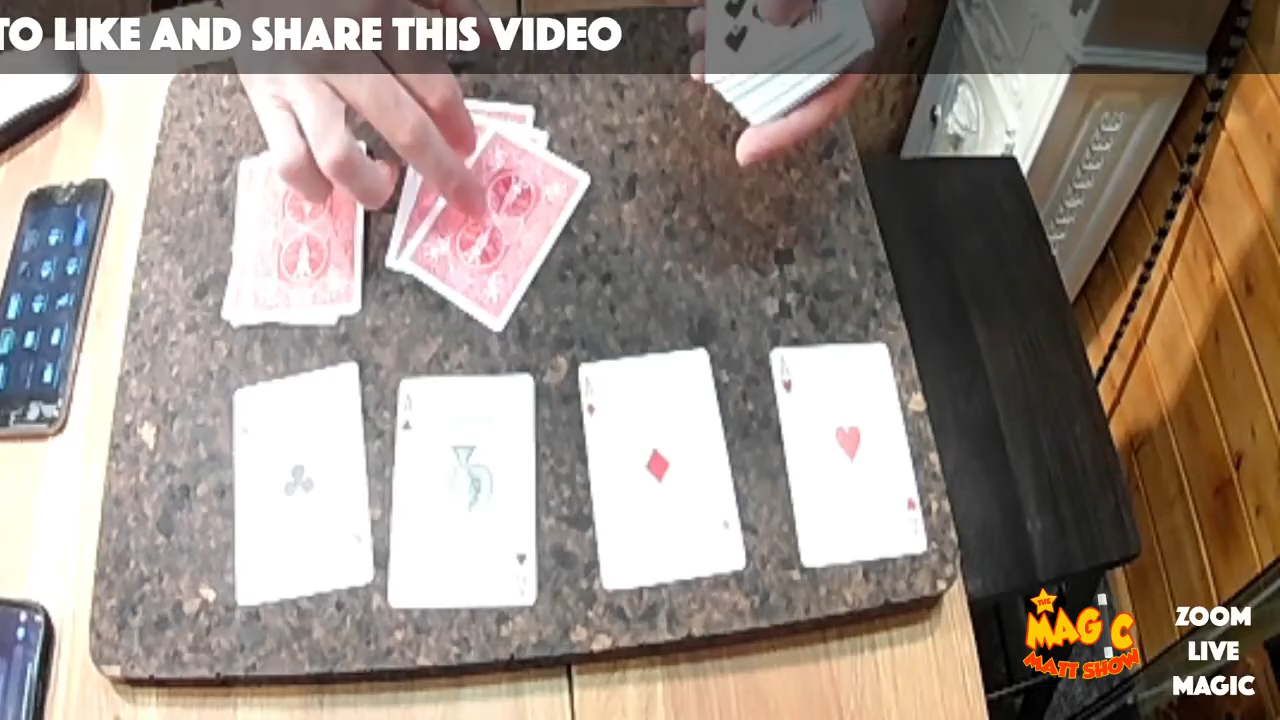 TO LIKE AND SHARE THIS VIDEO
A
A
A
THE
MAGIC
MATT SHOW
ZOOM
LIVE
MAGIC